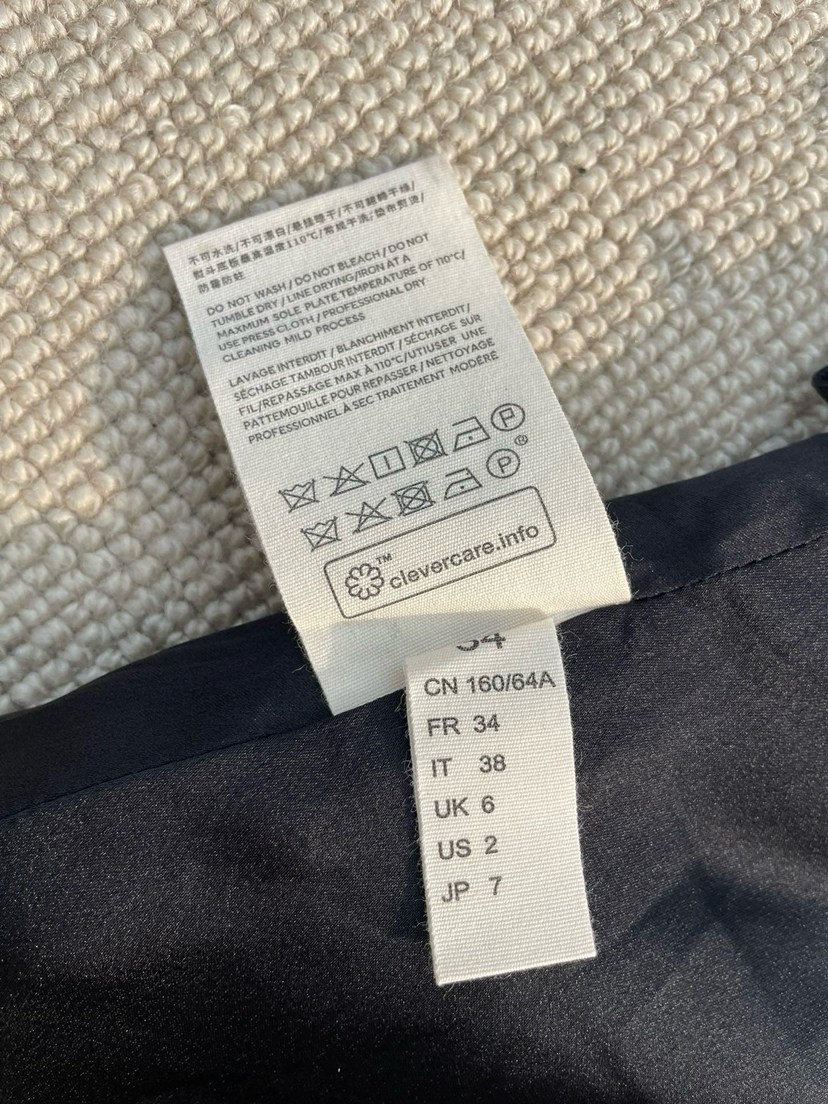 不可水洗/不可漂白/悬挂晾干/不可翻转干燥/
熨斗底板最高温度110℃/常规干洗/垫布熨烫/
防霉防蛀
DO NOT WASH / DO NOT BLEACH / DO NOT
TUMBLE DRY / LINE DRYING/IRON AT A
MAXMUM SOLE PLATE TEMPERATURE OF 110°C/
USE PRESS CLOTH / PROFESSIONAL DRY
CLEANING MILD PROCESS
LAVAGE INTERDIT / BLANCHIMENT INTERDIT/
SÉCHAGE TAMBOUR INTERDIT / SÉCHAGE SUR
FIL/REPASSAGE MAX À 110°C/UTIUSER UNE
PATTEMOUILLE POUR REPASSER / NETTOYAGE
PROFESSIONNEL À SEC TRAITEMENT MODÉRÉ
P
P®
™ clevercare.info
34
CN 160/64A
FR 34
IT 38
UK 6
US 2
JP 7